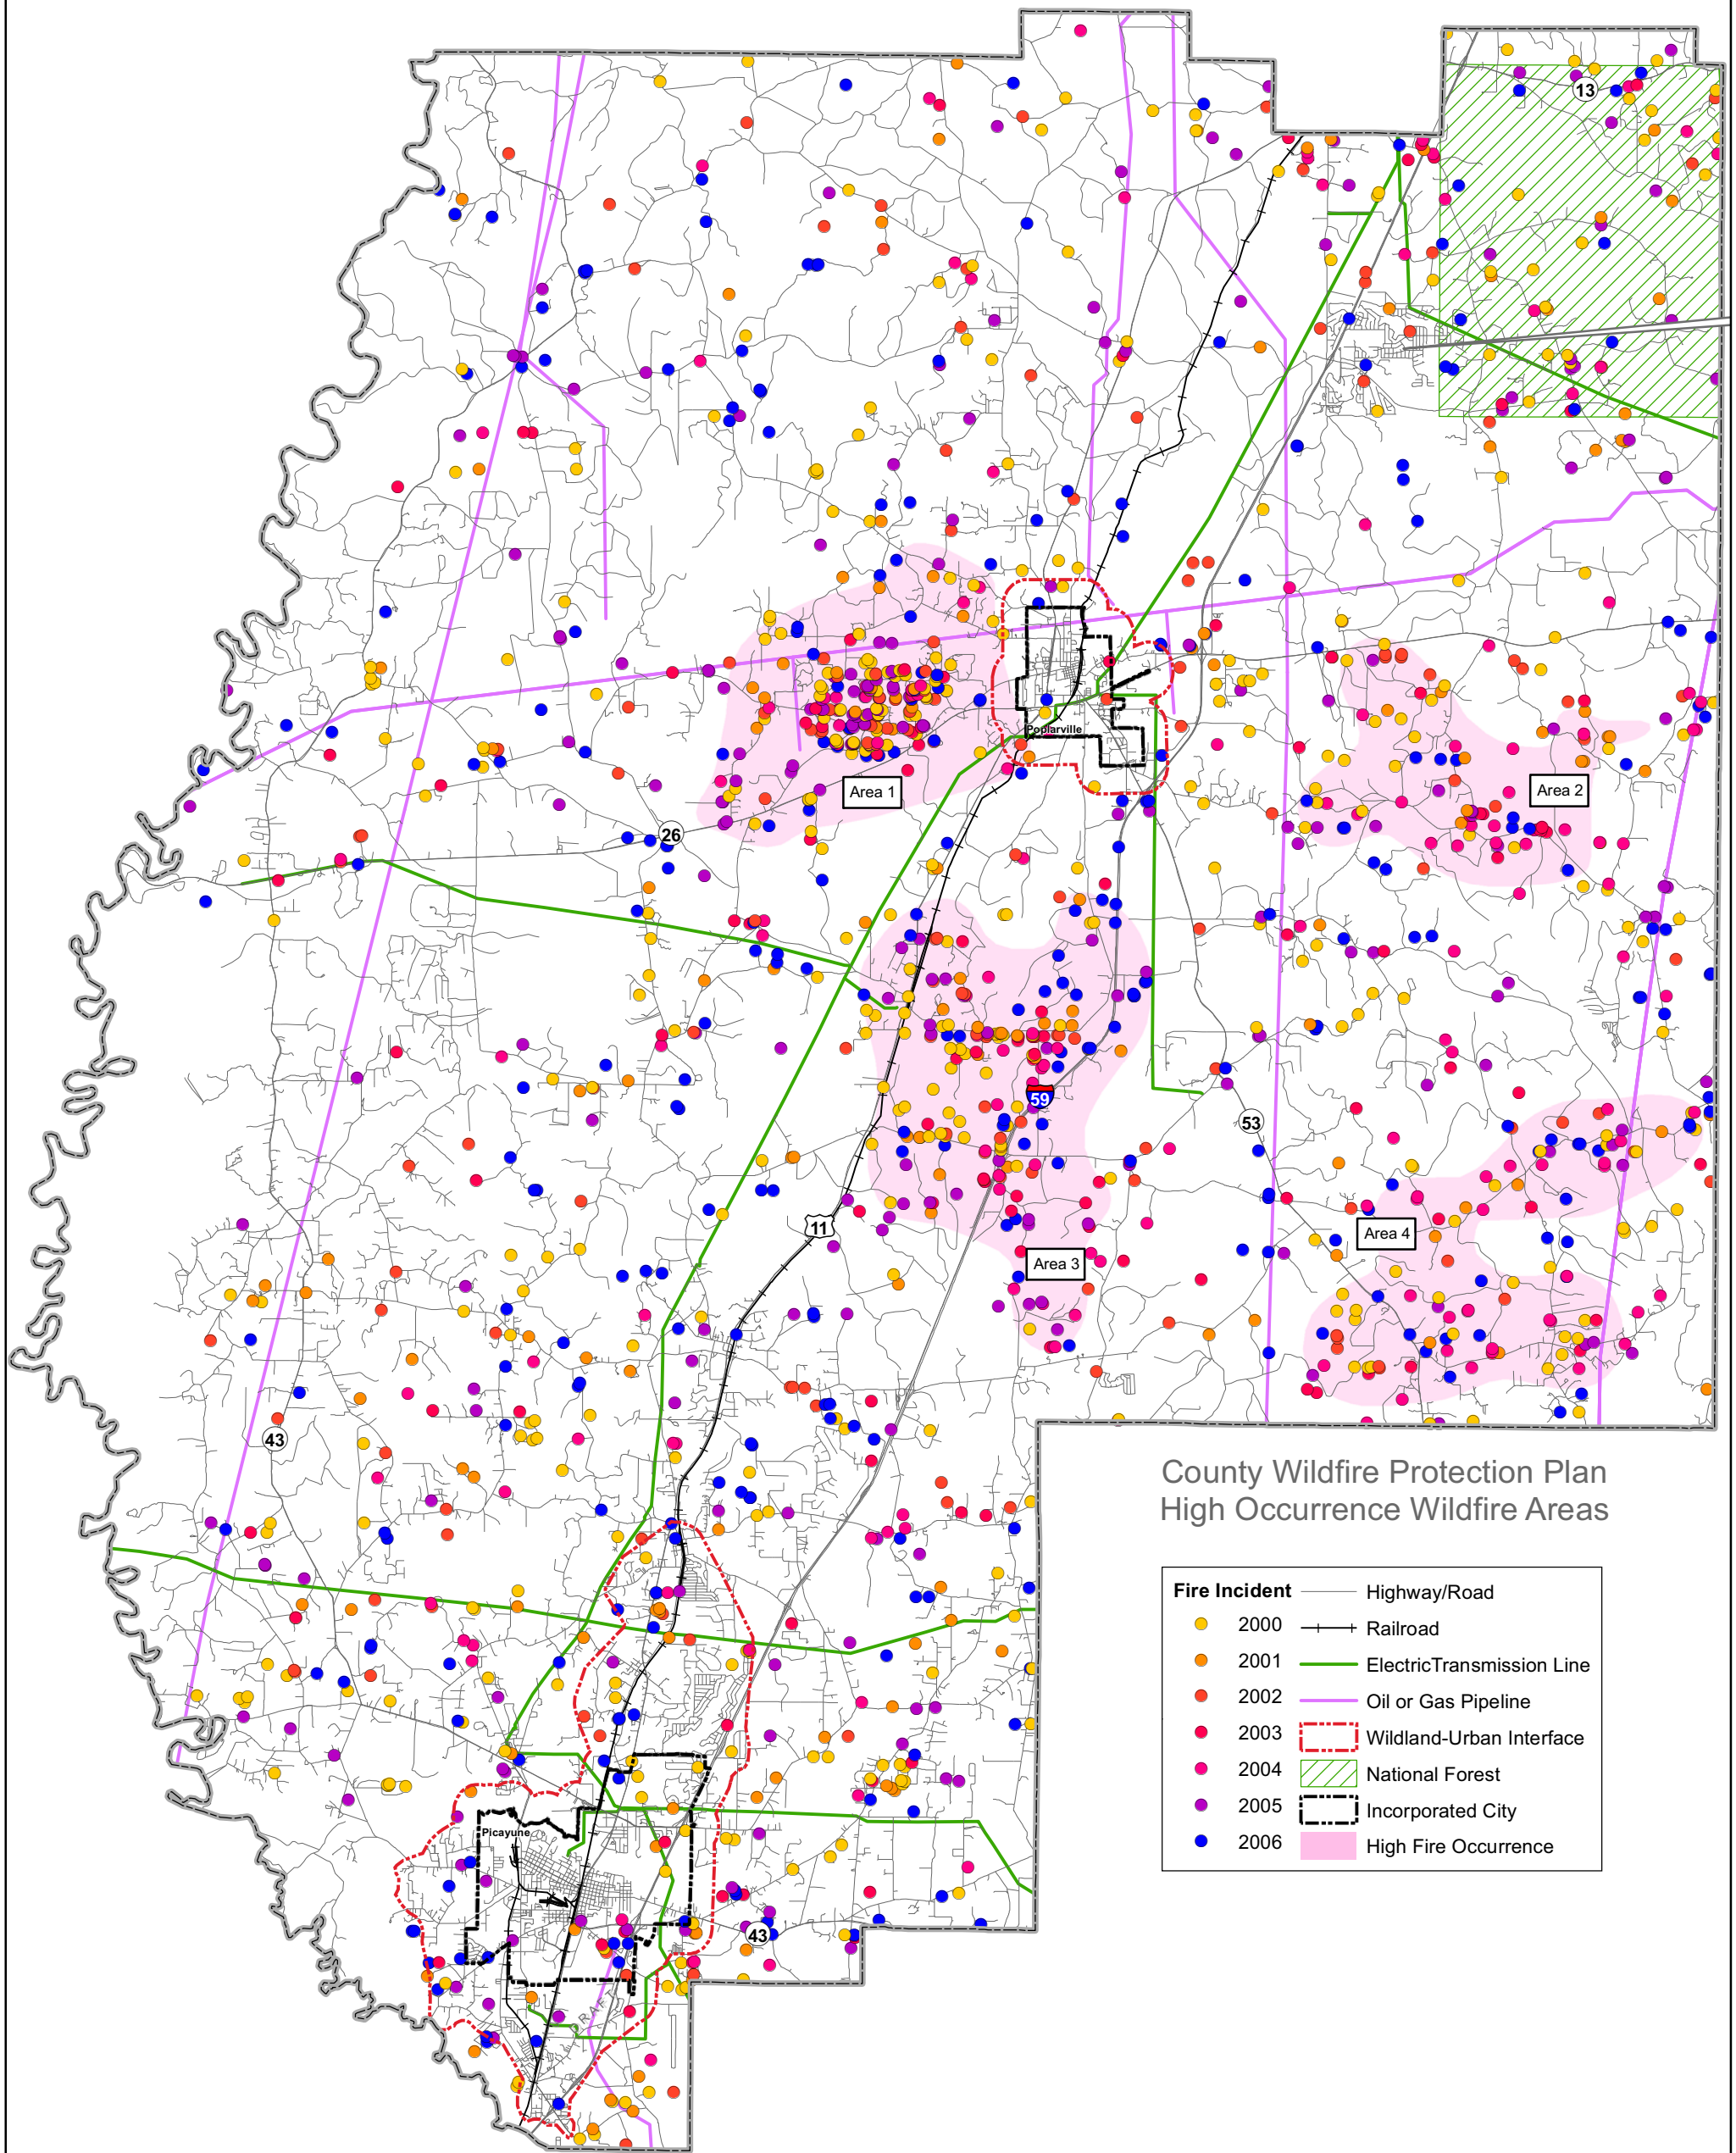 13
Poplarville
Area 1
Area 2
26
59
53
11
Area 4
Area 3
43
County Wildfire Protection Plan
High Occurrence Wildfire Areas
Fire Incident
Highway/Road
2000
Railroad
2001
ElectricTransmission Line
2002
Oil or Gas Pipeline
2003
Wildland-Urban Interface
2004
National Forest
2005
Incorporated City
2006
High Fire Occurrence
Picayune
43